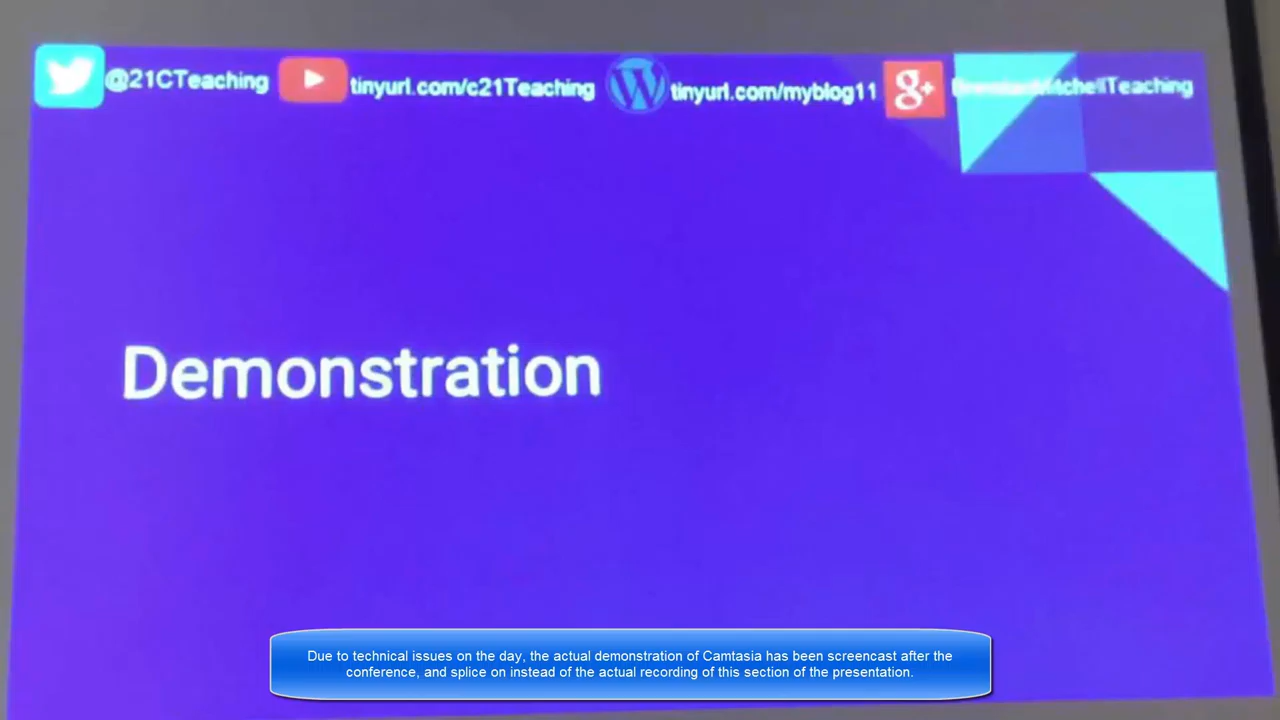 @21CTeaching tinyurl.com/c21Teaching tinyurl.com/myblog11 g+
Demonstration
Due to technical issues on the day, the actual demonstration of Camtasia has been screencast after the
conference, and splice on instead of the actual recording of this section of the presentation.